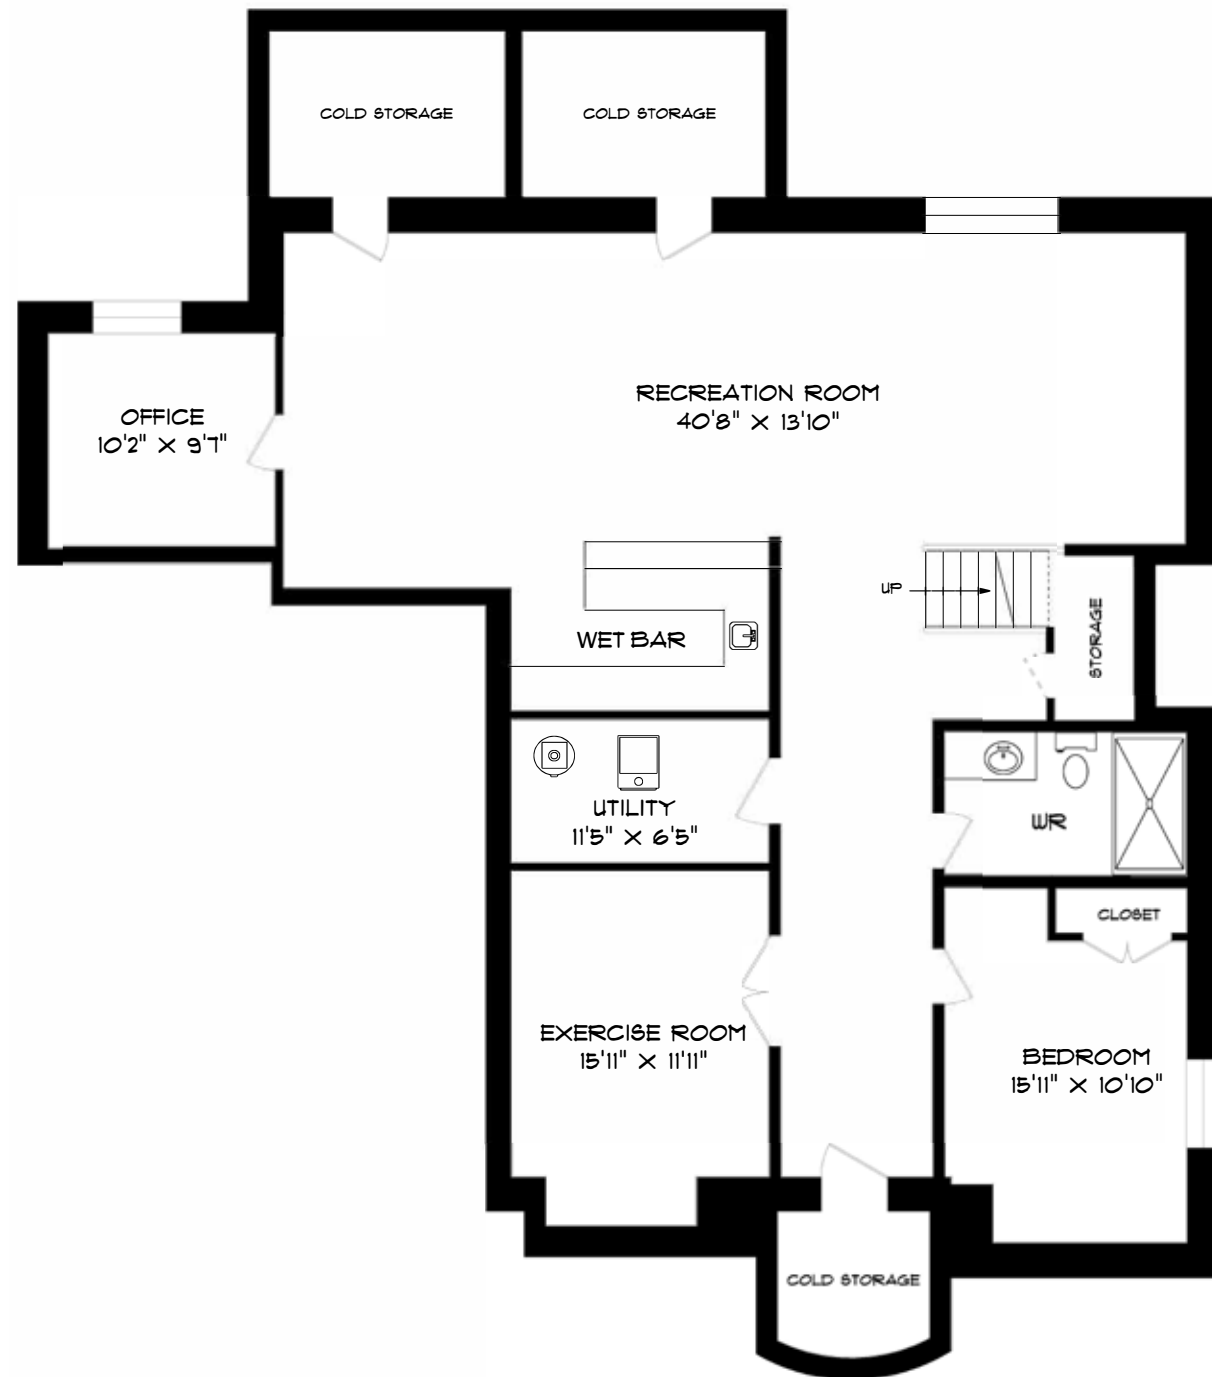 COLD STORAGE
COLD STORAGE
RECREATION ROOM
40'8" X 13'10"
OFFICE
10'2" X 9'7"
UP
STORAGE
WET BAR
UTILITY
11'5" X 6'5"
WR
CLOSET
EXERCISE ROOM
15'11" X 11'11"
BEDROOM
15'11" X 10'10"
COLD STORAGE